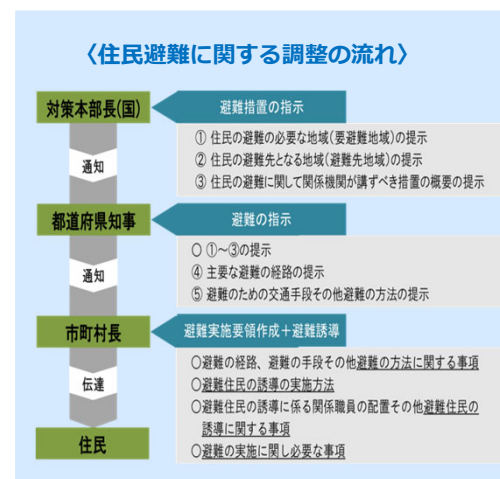 〈住民避難に関する調整の流れ〉
対策本部長(国)
避難措置の指示
① 住民の避難の必要な地域(要避難地域)の提示
② 住民の避難先となる地域(避難先地域)の提示
③ 住民の避難に関して関係機関が講ずべき措置の概要の提示
通知
都道府県知事
避難の指示
〇 ①～③の提示
④ 主要な避難の経路の提示
⑤ 避難のための交通手段その他避難の方法の提示
通知
市町村長
避難実施要領作成＋避難誘導
〇避難の経路、避難の手段その他避難の方法に関する事項
〇避難住民の誘導の実施方法
〇避難住民の誘導に係る関係職員の配置その他避難住民の
誘導に関する事項
〇避難の実施に関し必要な事項
伝達
住民